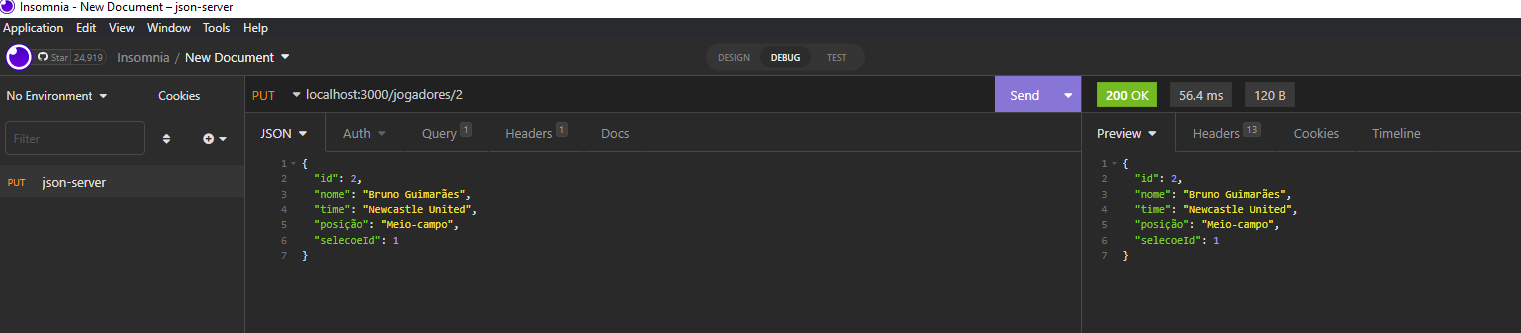 Insomnia - New Document – json-server
Application Edit View Window Tools Help
Star 24,919 Insomnia / New Document DESIGN DEBUG TEST
No Environment Cookies PUT localhost:3000/jogadores/2 Send 200 OK 56.4 ms 120 B
Filter JSON Auth Query 1 Headers 1 Docs Preview Headers 13 Cookies Timeline
PUT json-server
1 {
2 "id": 2,
3 "nome": "Bruno Guimarães",
4 "time": "Newcastle United",
5 "posição": "Meio-campo",
6 "selecoeId": 1
7 }
1 {
2 "id": 2,
3 "nome": "Bruno Guimarães",
4 "time": "Newcastle United",
5 "posição": "Meio-campo",
6 "selecoeId": 1
7 }